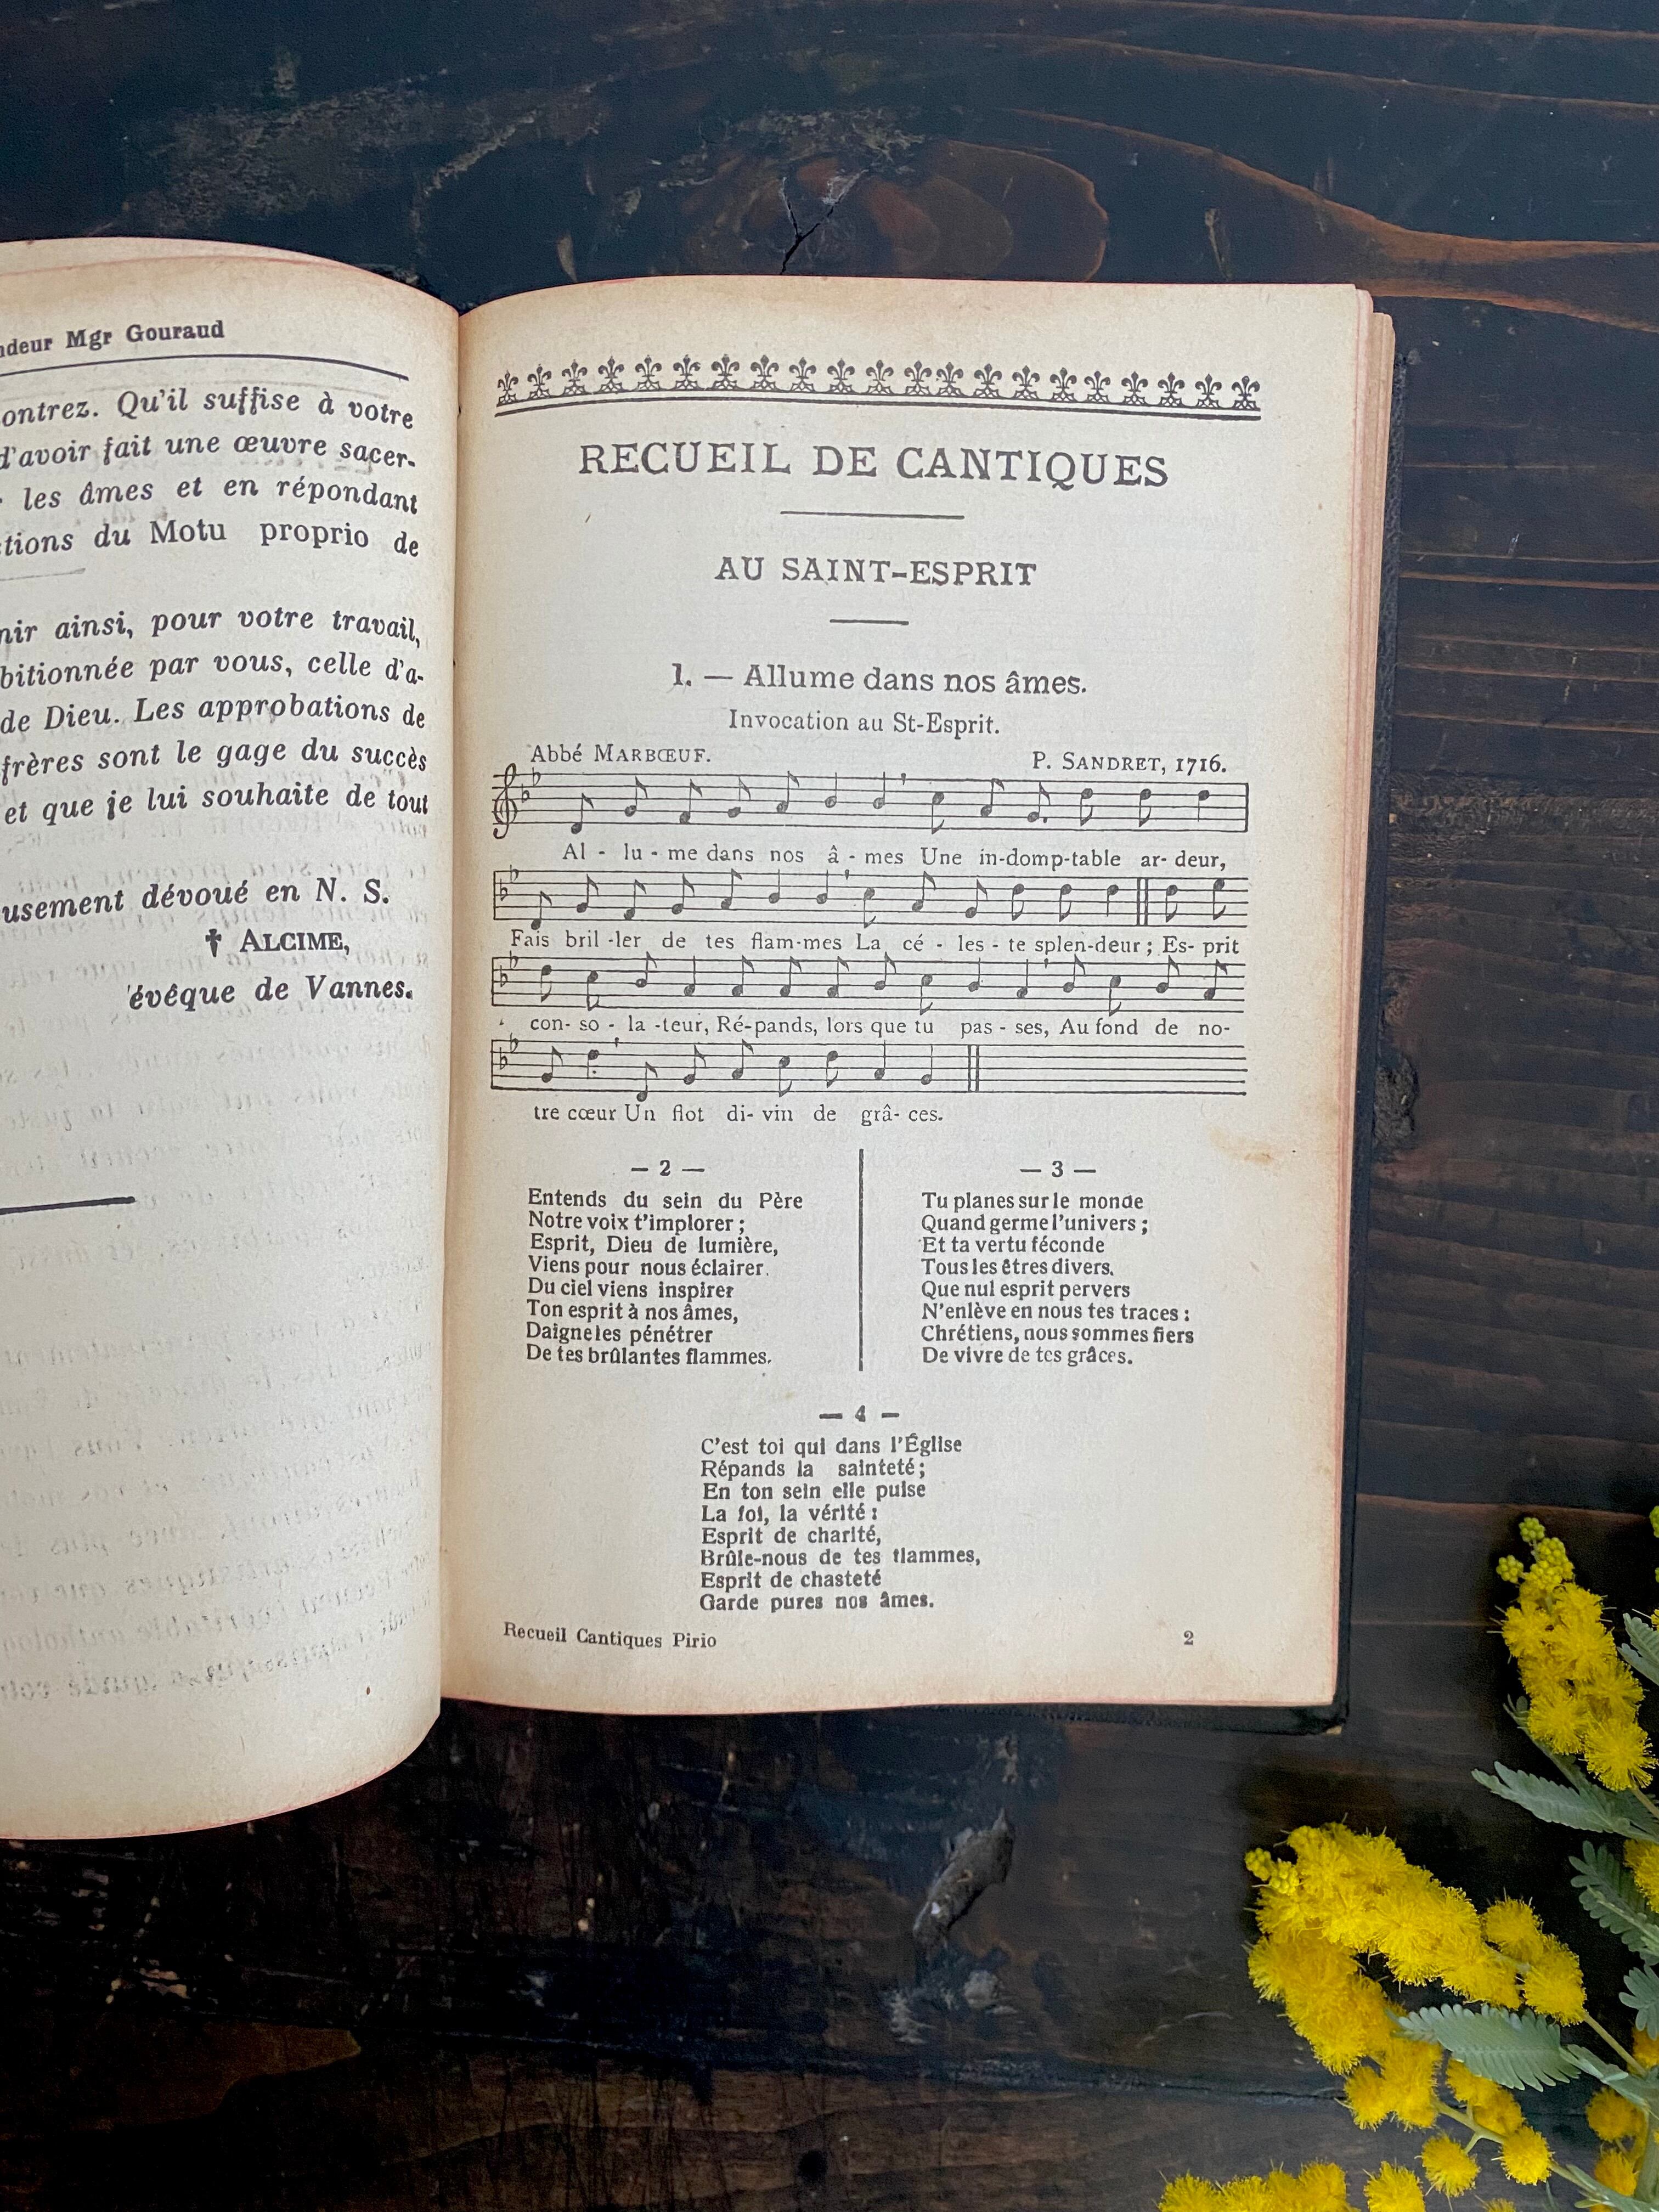 Mgr Gouraud
Qu'il suffise à votre
d'avoir fait une œuvre sacer-
les âmes et en répondant
du Motu proprio de
ainsi, pour votre travail,
par vous, celle d'a-
de Dieu. Les approbations de
frères sont le gage du succès
et que je lui souhaite de tout
dévoué en N. S.
† ALCIME,
évêque de Vannes.
RECUEIL DE CANTIQUES
AU SAINT-ESPRIT
1. — Allume dans nos âmes.
Invocation au St-Esprit.
Abbé MARBŒUF.
P. SANDRET, 1716.
Al - lu - me dans nos â - mes Une in-domp-table ar- deur,
Fais bril -ler de tes flam-mes La cé - les - te splen-deur ; Es- prit
con- so - la -teur, Ré-pands, lors que tu pas - ses, Au fond de no-
tre cœur Un flot di- vin de grâ- ces.
— 2 —
Entends du sein du Père
Notre voix t'implorer ;
Esprit, Dieu de lumière,
Viens pour nous éclairer.
Du ciel viens inspirer
Ton esprit à nos âmes,
Daigne les pénétrer
De tes brûlantes flammes.
— 3 —
Tu planes sur le monde
Quand germe l'univers ;
Et ta vertu féconde
Tous les êtres divers.
Que nul esprit pervers
N'enlève en nous tes traces :
Chrétiens, nous sommes fiers
De vivre de tes grâces.
— 4 —
C'est toi qui dans l'Église
Répands la sainteté ;
En ton sein elle puise
La foi, la vérité :
Esprit de charité,
Brûle-nous de tes flammes,
Esprit de chasteté
Garde pures nos âmes.
Recueil Cantiques Pirio
2